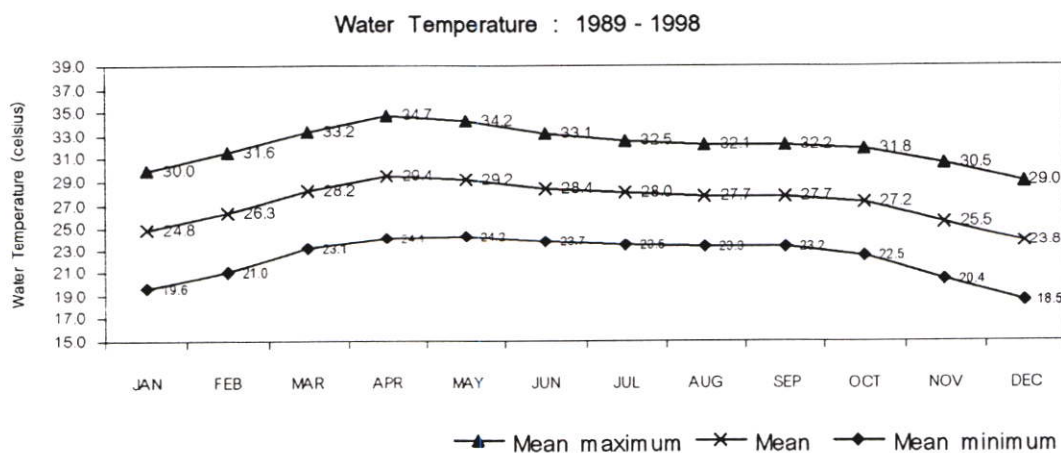 Water Temperature : 1989 - 1998
Water Temperature (celsius)
39.0
37.0
35.0
33.0
31.0
29.0
27.0
25.0
23.0
21.0
19.0
17.0
15.0
30.0 31.6 33.2 34.7 34.2 33.1 32.5 32.1 32.2 31.8 30.5 29.0
24.8 26.3 28.2 29.4 29.2 28.4 28.0 27.7 27.7 27.2 25.5 23.8
19.6 21.0 23.1 24.1 24.2 23.7 23.5 23.3 23.2 22.5 20.4 18.5
JAN FEB MAR APR MAY JUN JUL AUG SEP OCT NOV DEC
Mean maximum Mean Mean minimum